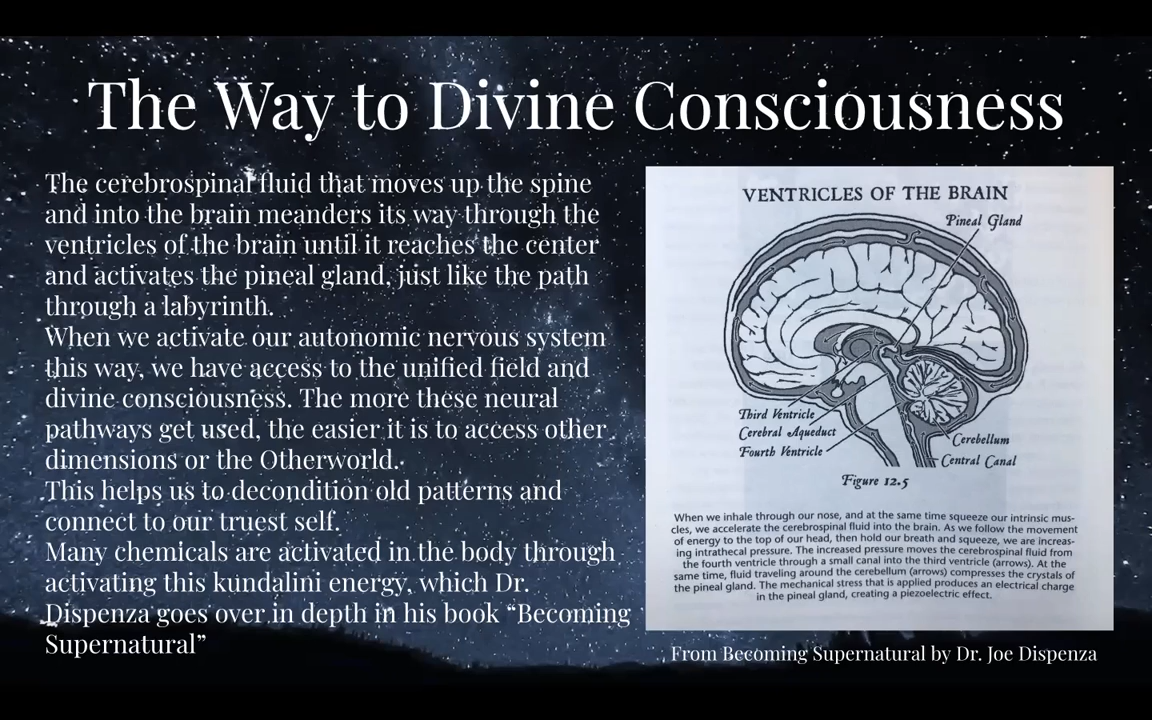 The Way to Divine Consciousness
The cerebrospinal fluid that moves up the spine
and into the brain meanders its way through the
ventricles of the brain until it reaches the center
and activates the pineal gland, just like the path
through a labyrinth.
When we activate our autonomic nervous system
this way, we have access to the unified field and
divine consciousness. The more these neural
pathways get used, the easier it is to access other
dimensions or the Otherworld.
This helps us to decondition old patterns and
connect to our truest self.
Many chemicals are activated in the body through
activating this kundalini energy, which Dr.
Dispenza goes over in depth in his book “Becoming
Supernatural”
VENTRICLES OF THE BRAIN
Pineal Gland
Third Ventricle
Cerebral Aqueduct
Fourth Ventricle
Cerebellum
Central Canal
Figure 12.5
When we inhale through our nose, and at the same time squeeze our intrinsic mus-
cles, we accelerate the cerebrospinal fluid into the brain. As we follow the movement
of energy to the top of our head, then hold our breath and squeeze, we are increas-
ing intrathecal pressure. The increased pressure moves the cerebrospinal fluid from
the fourth ventricle through a small canal into the third ventricle (arrows). At the
same time, fluid traveling around the cerebellum (arrows) compresses the crystals of
the pineal gland. The mechanical stress that is applied produces an electrical charge
in the pineal gland, creating a piezoelectric effect.
From Becoming Supernatural by Dr. Joe Dispenza